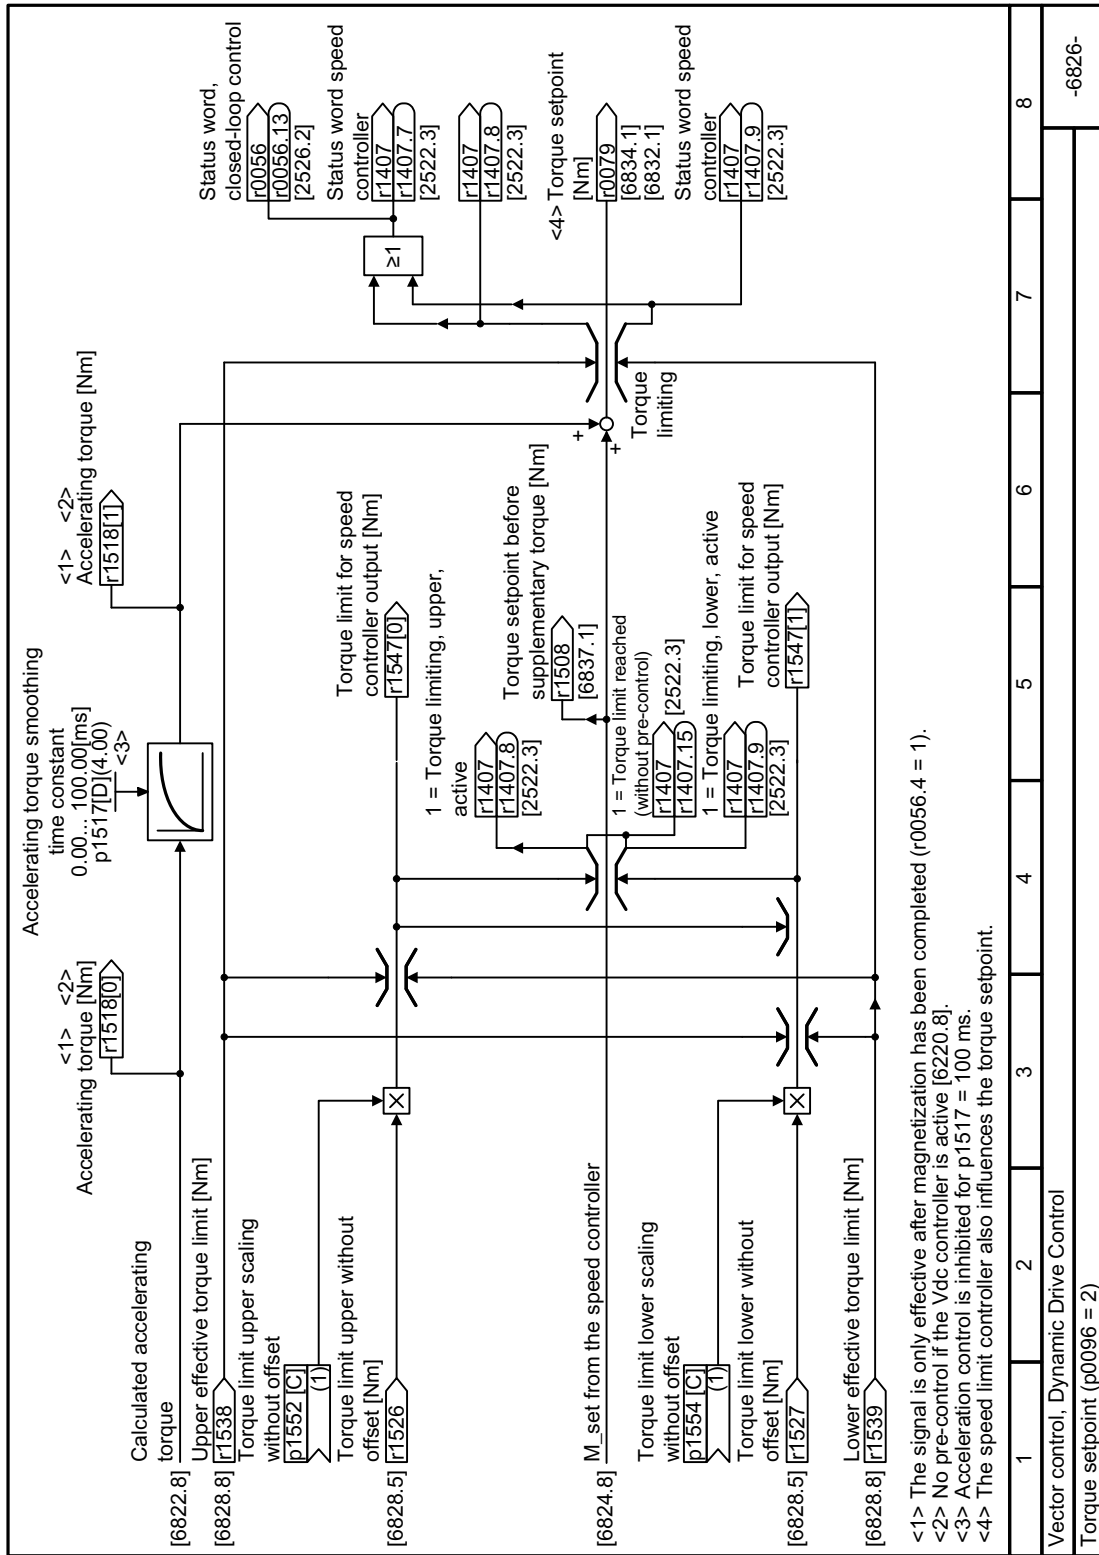 Accelerating torque smoothing
time constant
0.00... 100.00[ms]
p1517[D](4.00)
<3>
<1> <2>
Accelerating torque [Nm]
r1518[0]
<1> <2>
Accelerating torque [Nm]
r1518[1]
Calculated accelerating
torque
[6822.8]
Upper effective torque limit [Nm]
[6828.8]
r1538
Torque limit upper scaling
without offset
p1552 [C]
(1)
Torque limit upper without
offset [Nm]
[6828.5]
r1526
Torque limit for speed
controller output [Nm]
r1547[0]
1 = Torque limiting, upper,
active
r1407
r1407.8
[2522.3]
Torque setpoint before
supplementary torque [Nm]
r1508
[6837.1]
M_set from the speed controller
[6824.8]
1 = Torque limit reached
(without pre-control)
r1407
r1407.15
[2522.3]
1 = Torque limiting, lower, active
r1407
r1407.9
[2522.3]
Torque limit for speed
controller output [Nm]
r1547[1]
Torque limit lower scaling
without offset
p1554 [C]
(1)
Torque limit lower without
offset [Nm]
[6828.5]
r1527
Lower effective torque limit [Nm]
[6828.8]
r1539
+
+
Torque
limiting
≥1
Status word,
closed-loop control
r0056
r0056.13
[2526.2]
Status word speed
controller
r1407
r1407.7
[2522.3]
r1407
r1407.8
[2522.3]
<4> Torque setpoint
[Nm]
r0079
[6834.1]
[6832.1]
Status word speed
controller
r1407
r1407.9
[2522.3]
<1> The signal is only effective after magnetization has been completed (r0056.4 = 1).
<2> No pre-control if the Vdc controller is active [6220.8].
<3> Acceleration control is inhibited for p1517 = 100 ms.
<4> The speed limit controller also influences the torque setpoint.
1 2 3 4 5 6 7 8
Vector control, Dynamic Drive Control
Torque setpoint (p0096 = 2)
-6826-